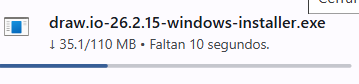 draw.io-26.2.15-windows-installer.exe
↓ 35.1/110 MB • Faltan 10 segundos.